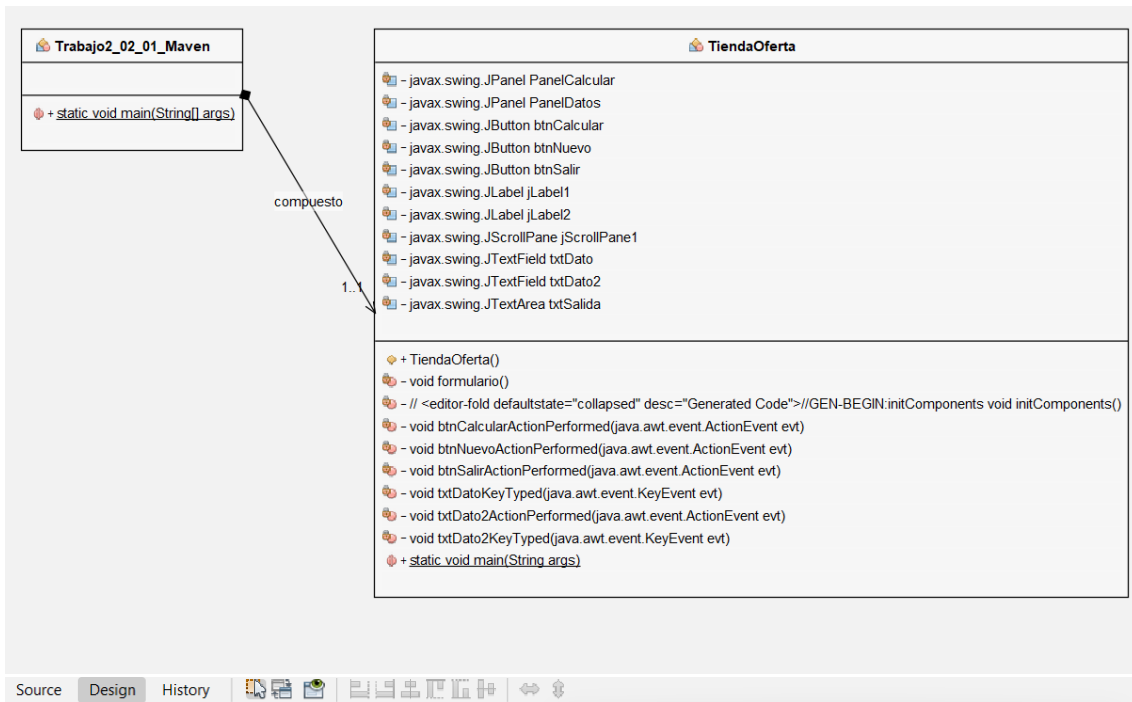 Trabajo2_02_01_Maven
+ static void main(String[] args)
compuesto
1..1
TiendaOferta
- javax.swing.JPanel PanelCalcular
- javax.swing.JPanel PanelDatos
- javax.swing.JButton btnCalcular
- javax.swing.JButton btnNuevo
- javax.swing.JButton btnSalir
- javax.swing.JLabel jLabel1
- javax.swing.JLabel jLabel2
- javax.swing.JScrollPane jScrollPane1
- javax.swing.JTextField txtDato
- javax.swing.JTextField txtDato2
- javax.swing.JTextArea txtSalida
+ TiendaOferta()
- void formulario()
- // <editor-fold defaultstate="collapsed" desc="Generated Code">//GEN-BEGIN:initComponents void initComponents()
- void btnCalcularActionPerformed(java.awt.event.ActionEvent evt)
- void btnNuevoActionPerformed(java.awt.event.ActionEvent evt)
- void btnSalirActionPerformed(java.awt.event.ActionEvent evt)
- void txtDatoKeyTyped(java.awt.event.KeyEvent evt)
- void txtDato2ActionPerformed(java.awt.event.ActionEvent evt)
- void txtDato2KeyTyped(java.awt.event.KeyEvent evt)
+ static void main(String args)
Source Design History